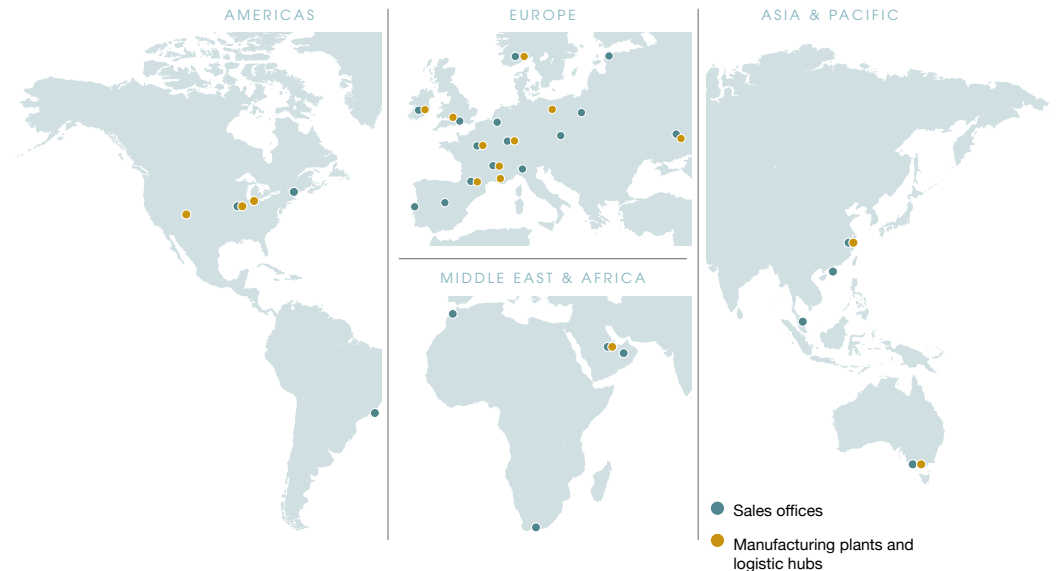 AMERICAS
EUROPE
ASIA & PACIFIC
MIDDLE EAST & AFRICA
Sales offices
Manufacturing plants and
logistic hubs